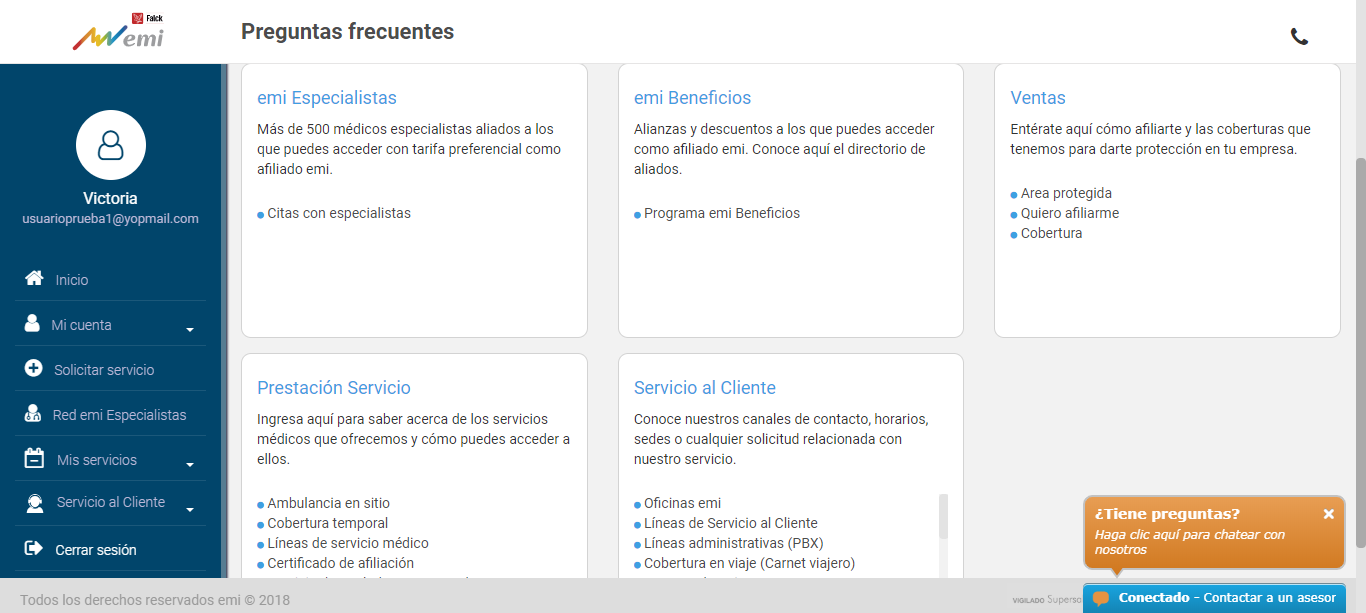 Falck
emi
Preguntas frecuentes
Victoria
usuarioprueba1@yopmail.com
Inicio
Mi cuenta
Solicitar servicio
Red emi Especialistas
Mis servicios
Servicio al Cliente
Cerrar sesión
emi Especialistas
Más de 500 médicos especialistas aliados a los
que puedes acceder con tarifa preferencial como
afiliado emi.
Citas con especialistas
emi Beneficios
Alianzas y descuentos a los que puedes acceder
como afiliado emi. Conoce aquí el directorio de
aliados.
Programa emi Beneficios
Ventas
Entérate aquí cómo afiliarte y las coberturas que
tenemos para darte protección en tu empresa.
Area protegida
Quiero afiliarme
Cobertura
Prestación Servicio
Ingresa aquí para saber acerca de los servicios
médicos que ofrecemos y cómo puedes acceder a
ellos.
Ambulancia en sitio
Cobertura temporal
Líneas de servicio médico
Certificado de afiliación
Servicio al Cliente
Conoce nuestros canales de contacto, horarios,
sedes o cualquier solicitud relacionada con
nuestro servicio.
Oficinas emi
Líneas de Servicio al Cliente
Líneas administrativas (PBX)
Cobertura en viaje (Carnet viajero)
¿Tiene preguntas?
Haga clic aquí para chatear con
nosotros
Conectado - Contactar a un asesor
Todos los derechos reservados emi © 2018
VIGILADO Superso